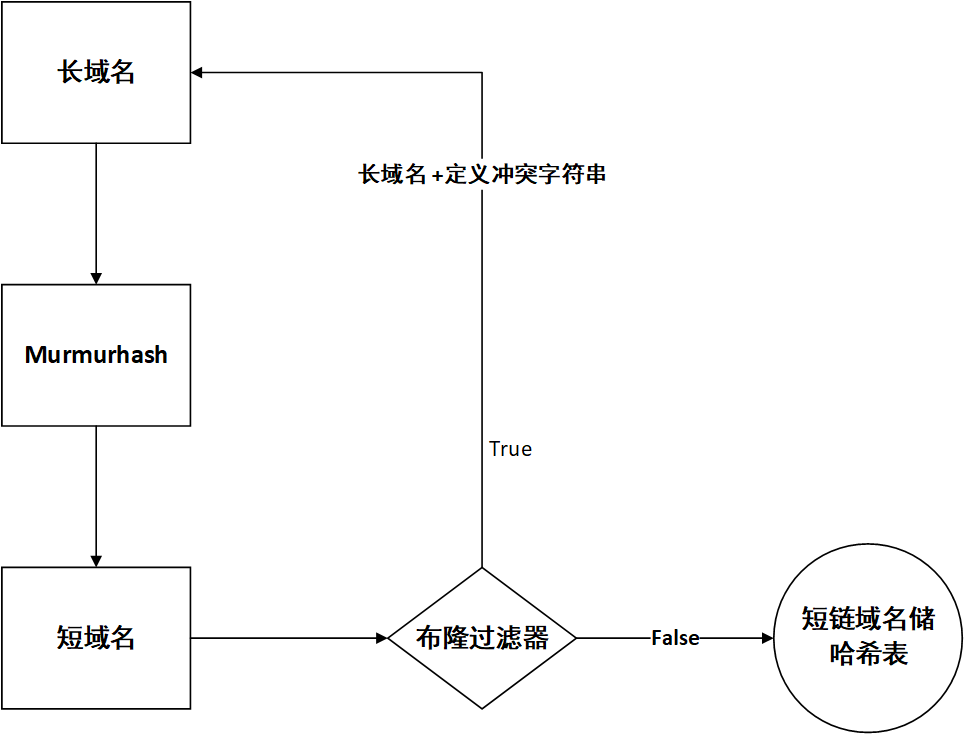 长域名
长域名+定义冲突字符串
Murmurhash
True
短域名
布隆过滤器
False
短链域名储
哈希表